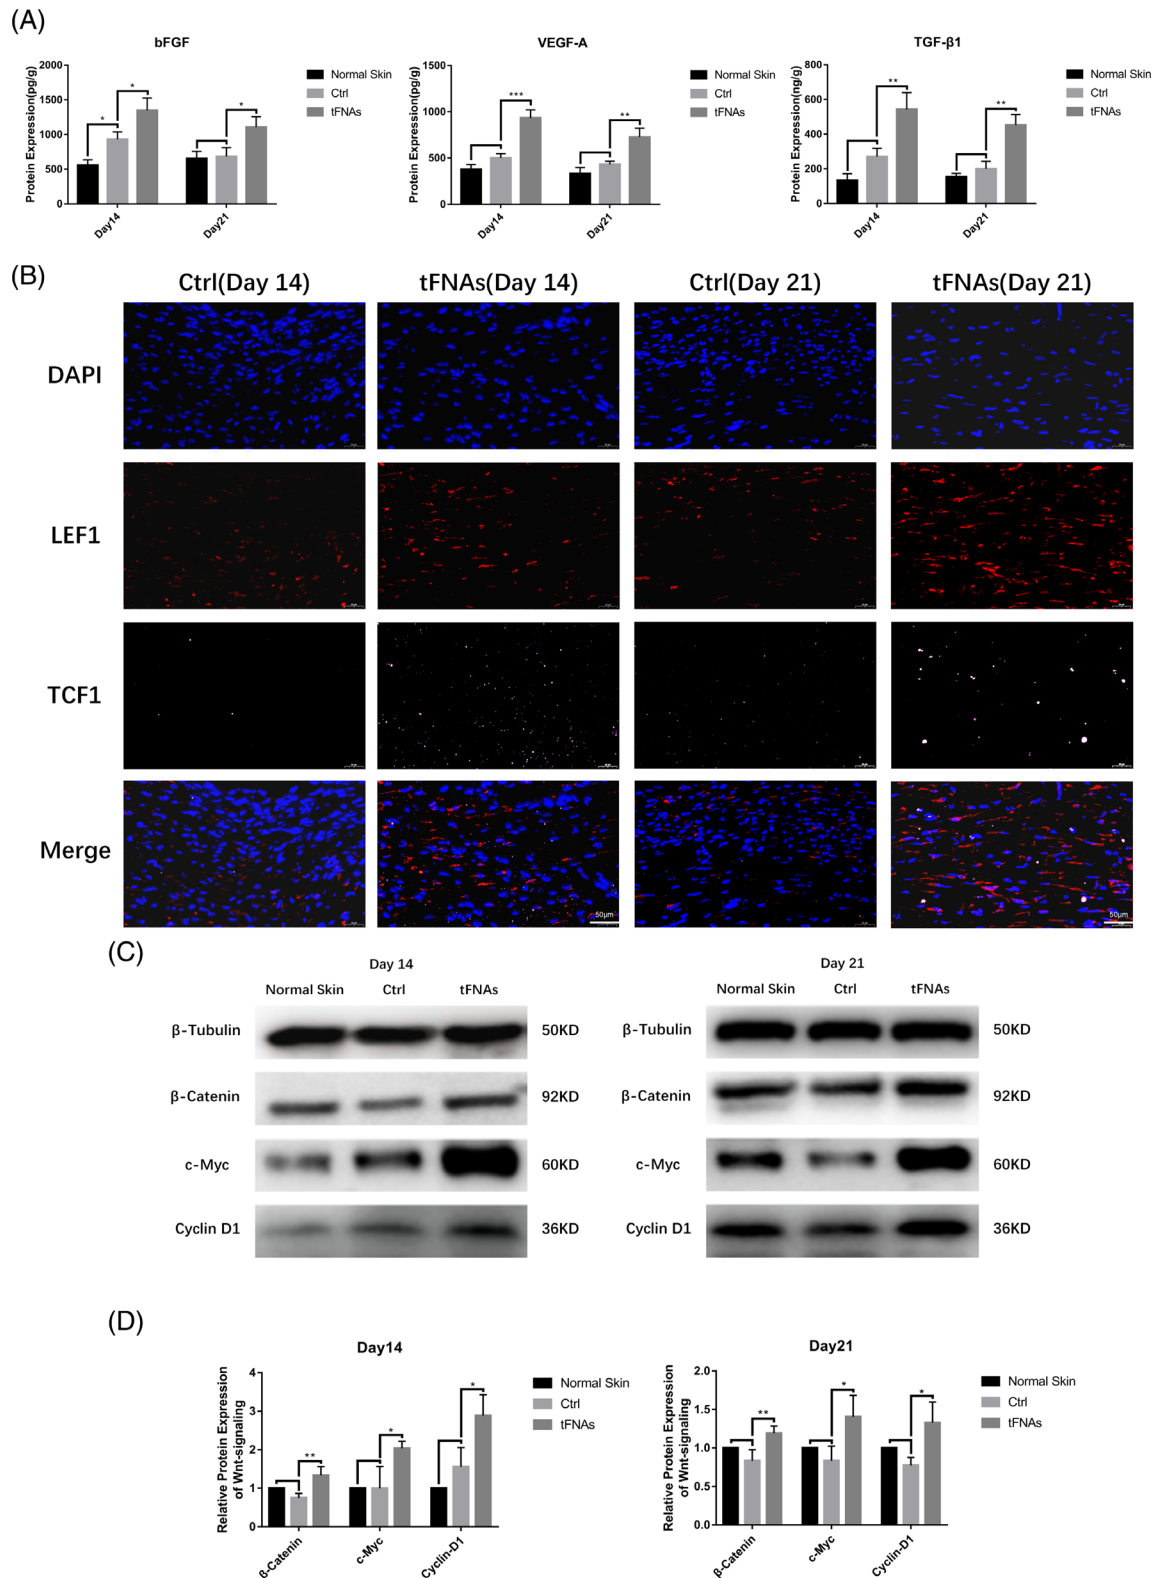 (A)
bFGF
Protein Expression(pg/g)
2000
1500
1000
500
0
*
*
*
Day14
Day21
Normal Skin
Ctrl
tFNAs
VEGF-A
Protein Expression(pg/g)
1500
1000
500
0
***
**
Day14
Day21
Normal Skin
Ctrl
tFNAs
TGF-β1
Protein Expression(ng/g)
800
600
400
200
0
**
**
Day14
Day21
Normal Skin
Ctrl
tFNAs
(B)
Ctrl(Day 14) tFNAs(Day 14) Ctrl(Day 21) tFNAs(Day 21)
DAPI
LEF1
TCF1
Merge
50μm
50μm
(C)
Day 14
Normal Skin Ctrl tFNAs
β-Tubulin 50KD
β-Catenin 92KD
c-Myc 60KD
Cyclin D1 36KD
Day 21
Normal Skin Ctrl tFNAs
β-Tubulin 50KD
β-Catenin 92KD
c-Myc 60KD
Cyclin D1 36KD
(D)
Day14
Relative Protein Expression
of Wnt-signaling
4
3
2
1
0
**
*
*
β-Catenin
c-Myc
Cyclin-D1
Normal Skin
Ctrl
tFNAs
Day21
Relative Protein Expression
of Wnt-signaling
2.0
1.5
1.0
0.5
0.0
**
*
*
β-Catenin
c-Myc
Cyclin-D1
Normal Skin
Ctrl
tFNAs